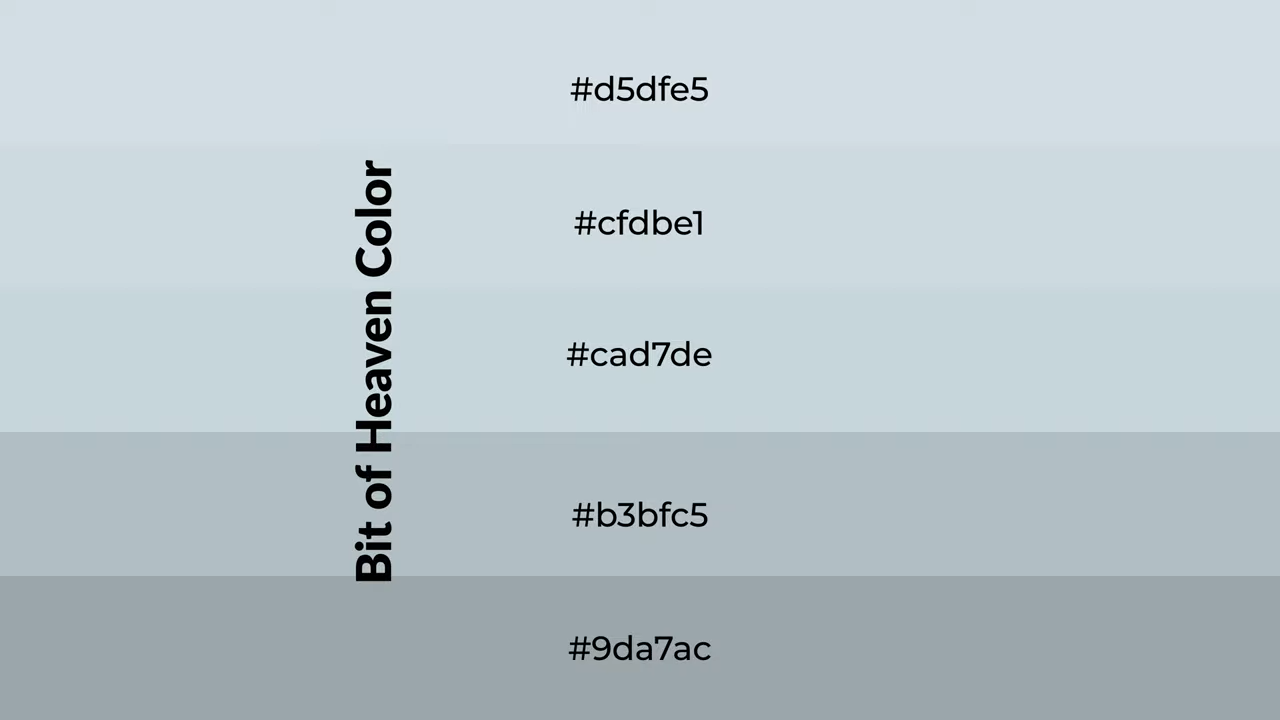 Bit of Heaven Color
#d5dfe5
#cfdbe1
#cad7de
#b3bfc5
#9da7ac